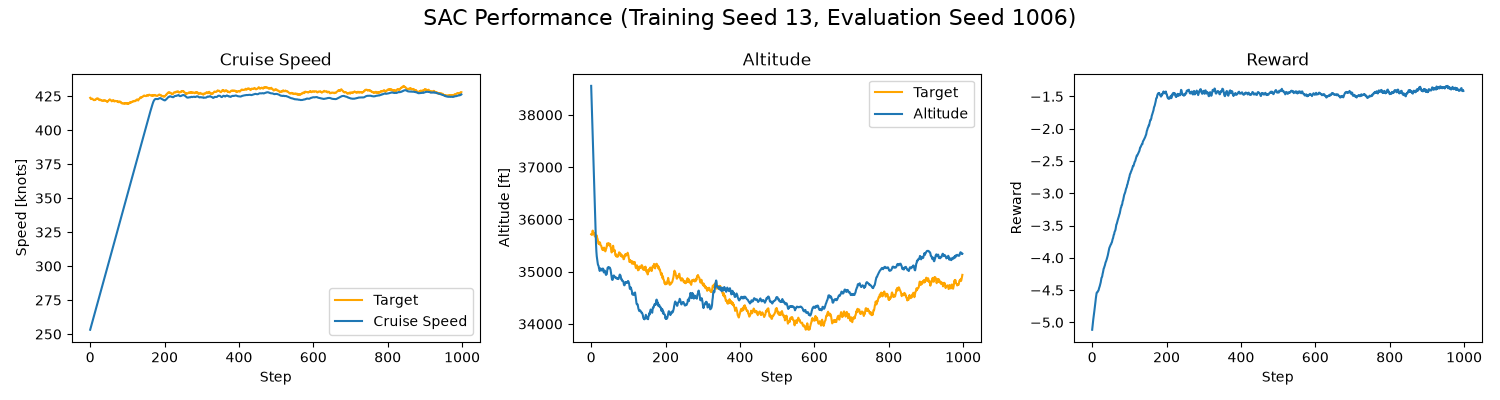 SAC Performance (Training Seed 13, Evaluation Seed 1006)
Cruise Speed
Speed [knots]
425
400
375
350
325
300
275
250
Target
Cruise Speed
0 200 400 600 800 1000
Step
Altitude
Altitude [ft]
38000
37000
36000
35000
34000
Target
Altitude
0 200 400 600 800 1000
Step
Reward
Reward
−1.5
−2.0
−2.5
−3.0
−3.5
−4.0
−4.5
−5.0
0 200 400 600 800 1000
Step